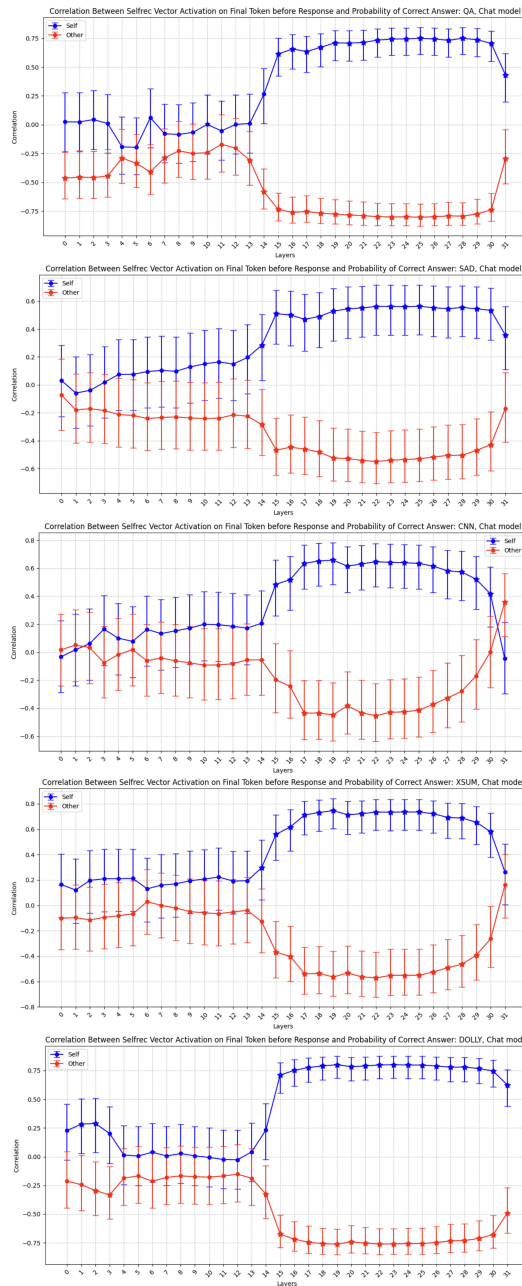 Correlation Between Selfrec Vector Activation on Final Token before Response and Probability of Correct Answer: QA, Chat model
Self
Other
0.75
0.50
0.25
0.00
−0.25
−0.50
−0.75
Correlation
0 1 2 3 4 5 6 7 8 9 10 11 12 13 14 15 16 17 18 19 20 21 22 23 24 25 26 27 28 29 30 31
Layers
Correlation Between Selfrec Vector Activation on Final Token before Response and Probability of Correct Answer: SAD, Chat model
Self
Other
0.6
0.4
0.2
0.0
−0.2
−0.4
−0.6
Correlation
0 1 2 3 4 5 6 7 8 9 10 11 12 13 14 15 16 17 18 19 20 21 22 23 24 25 26 27 28 29 30 31
Layers
Correlation Between Selfrec Vector Activation on Final Token before Response and Probability of Correct Answer: CNN, Chat model
Self
Other
0.8
0.6
0.4
0.2
0.0
−0.2
−0.4
−0.6
Correlation
0 1 2 3 4 5 6 7 8 9 10 11 12 13 14 15 16 17 18 19 20 21 22 23 24 25 26 27 28 29 30 31
Layers
Correlation Between Selfrec Vector Activation on Final Token before Response and Probability of Correct Answer: XSUM, Chat mode
Self
Other
0.8
0.6
0.4
0.2
0.0
−0.2
−0.4
−0.6
−0.8
Correlation
0 1 2 3 4 5 6 7 8 9 10 11 12 13 14 15 16 17 18 19 20 21 22 23 24 25 26 27 28 29 30 31
Layers
Correlation Between Selfrec Vector Activation on Final Token before Response and Probability of Correct Answer: DOLLY, Chat mode
Self
Other
0.75
0.50
0.25
0.00
−0.25
−0.50
−0.75
Correlation
0 1 2 3 4 5 6 7 8 9 10 11 12 13 14 15 16 17 18 19 20 21 22 23 24 25 26 27 28 29 30 31
Layers